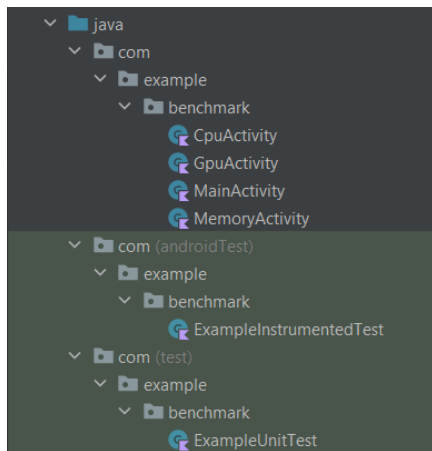 java
com
example
benchmark
CpuActivity
GpuActivity
MainActivity
MemoryActivity
com (androidTest)
example
benchmark
ExampleInstrumentedTest
com (test)
example
benchmark
ExampleUnitTest